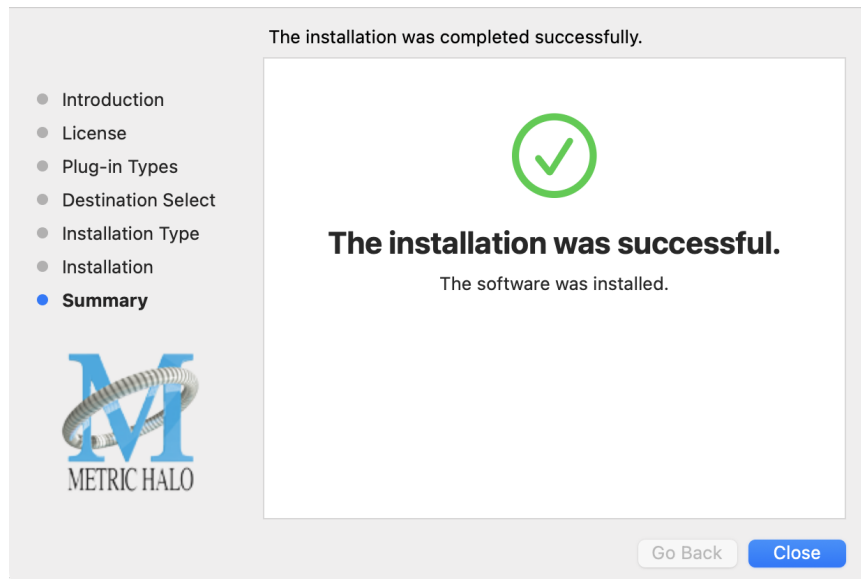 The installation was completed successfully.
Introduction
License
Plug-in Types
Destination Select
Installation Type
Installation
Summary
The installation was successful.
The software was installed.
METRIC HALO
Go Back
Close